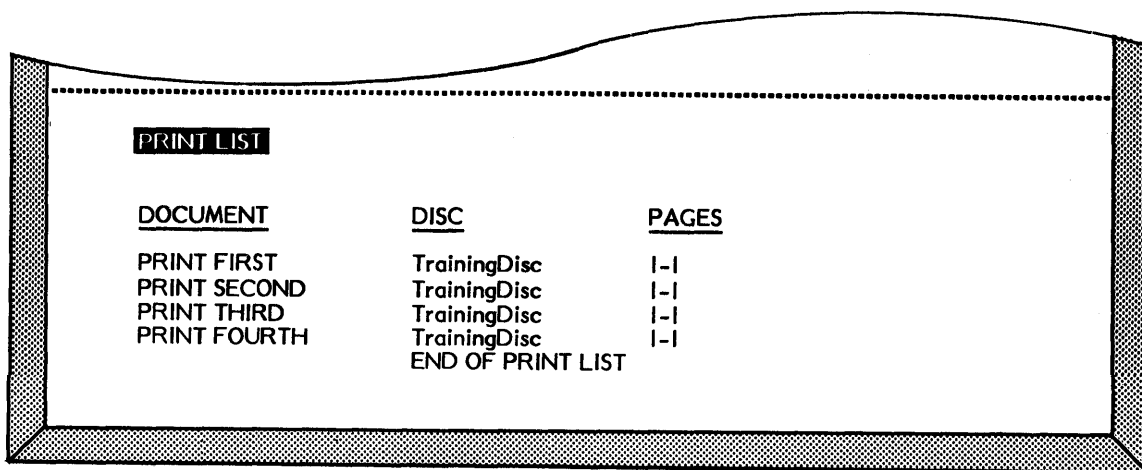 PRINT LIST
DOCUMENT DISC PAGES
PRINT FIRST TrainingDisc 1-1
PRINT SECOND TrainingDisc 1-1
PRINT THIRD TrainingDisc 1-1
PRINT FOURTH TrainingDisc 1-1
END OF PRINT LIST